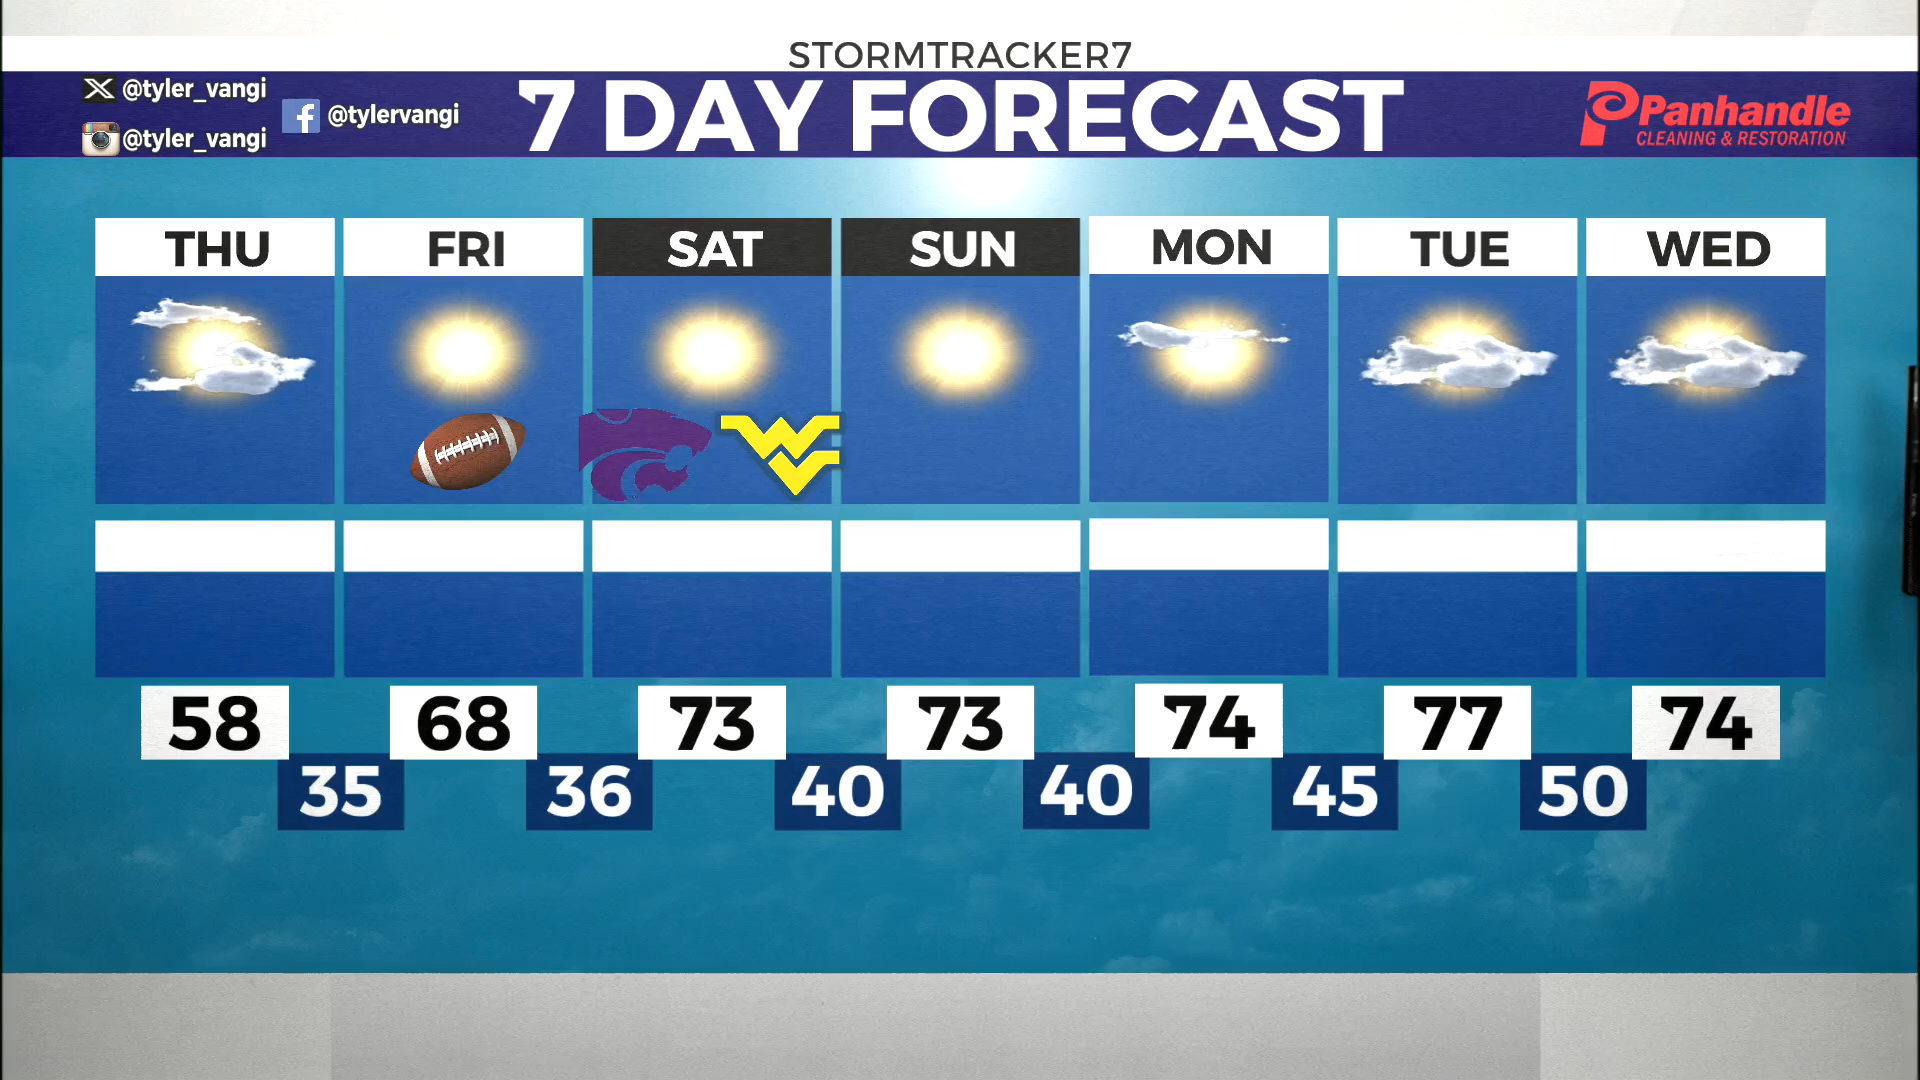 STORMTRACKER7
7 DAY FORECAST
@tyler_vangi
@tylervangi
@tyler_vangi
Panhandle
CLEANING & RESTORATION
THU FRI SAT SUN MON TUE WED
WV
58 68 73 73 74 77 74
35 36 40 40 45 50